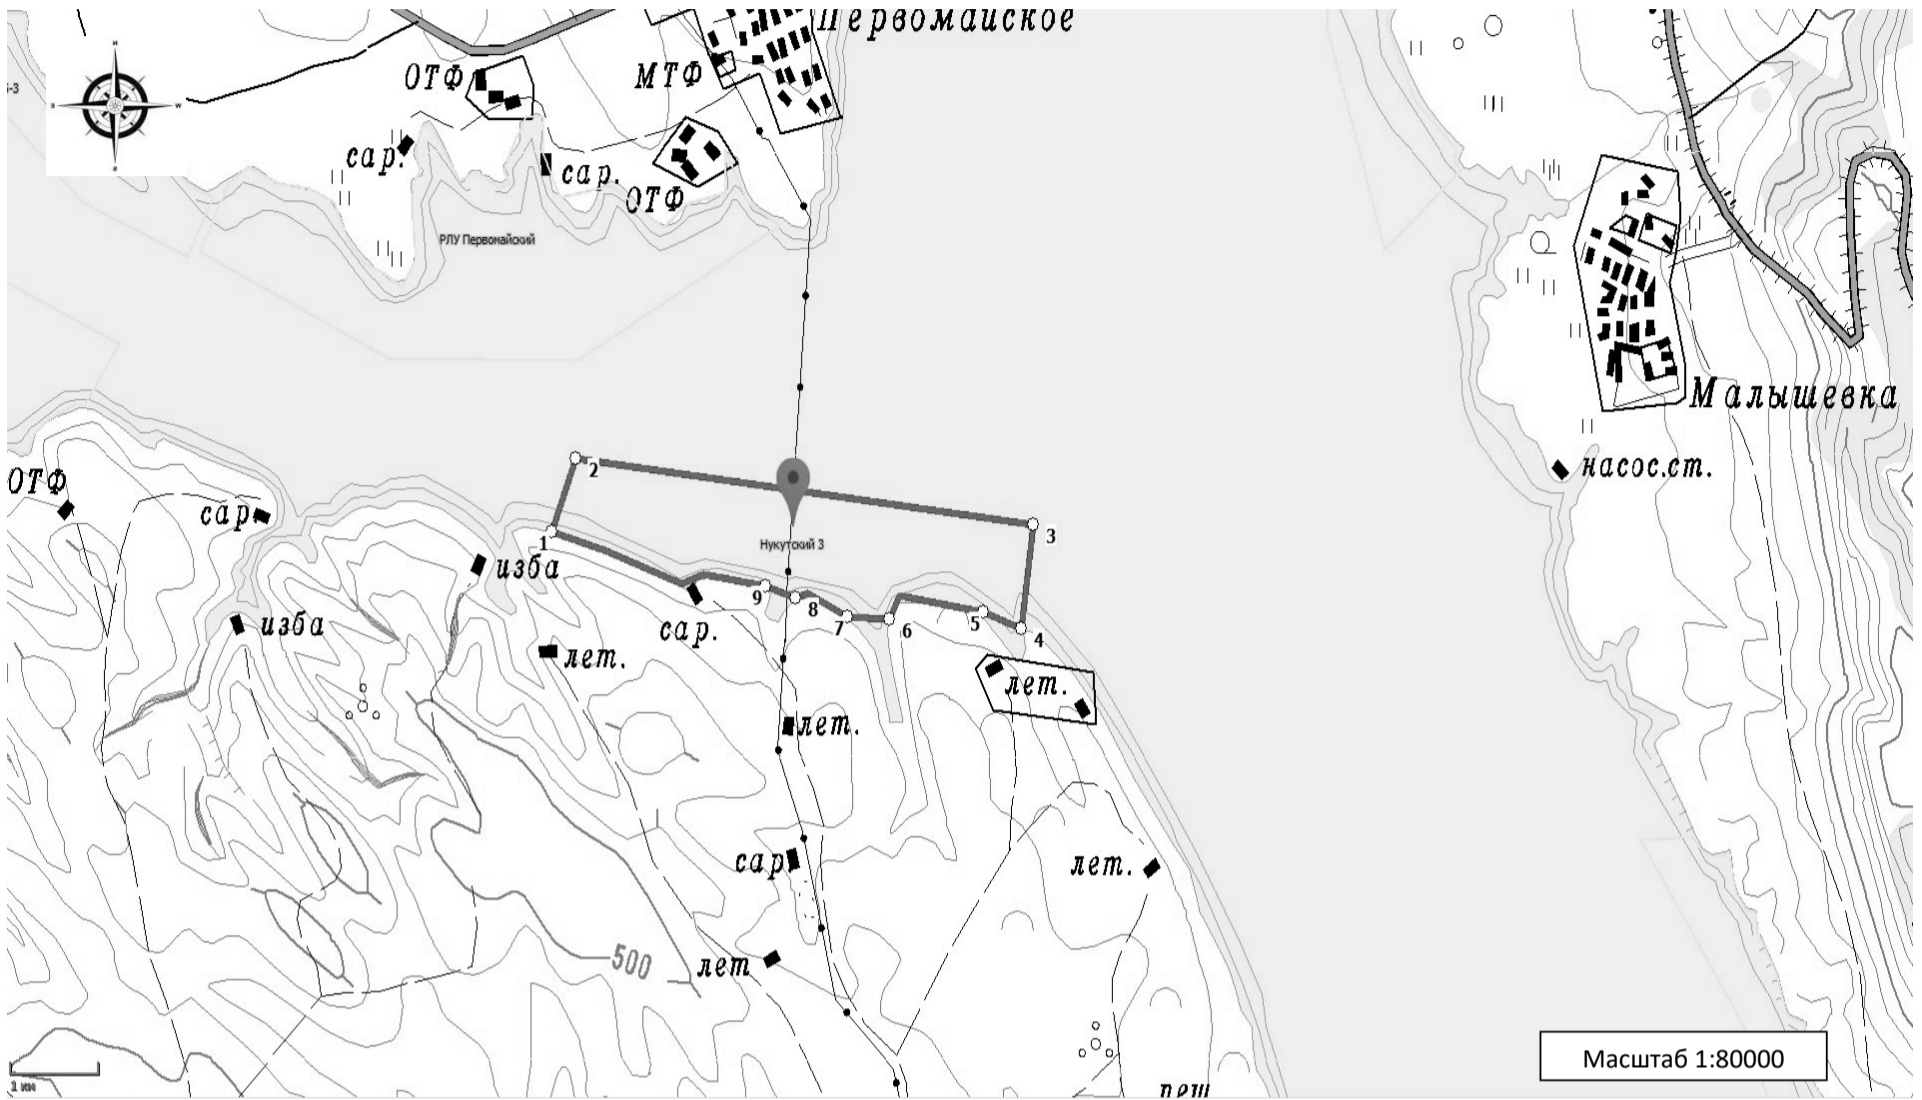 Первомайское
ОТФ
МТФ
-3
сар.
сар.
ОТФ
РЛУ Первонайский
Малышевка
2
насос.ст.
ОТФ
сар
3
1
Нукутский 3
изба
9
8
изба
сар.
7
6
5
4
лет.
лет.
лет.
сар
лет.
500
лет
Масштаб 1:80000
1 км